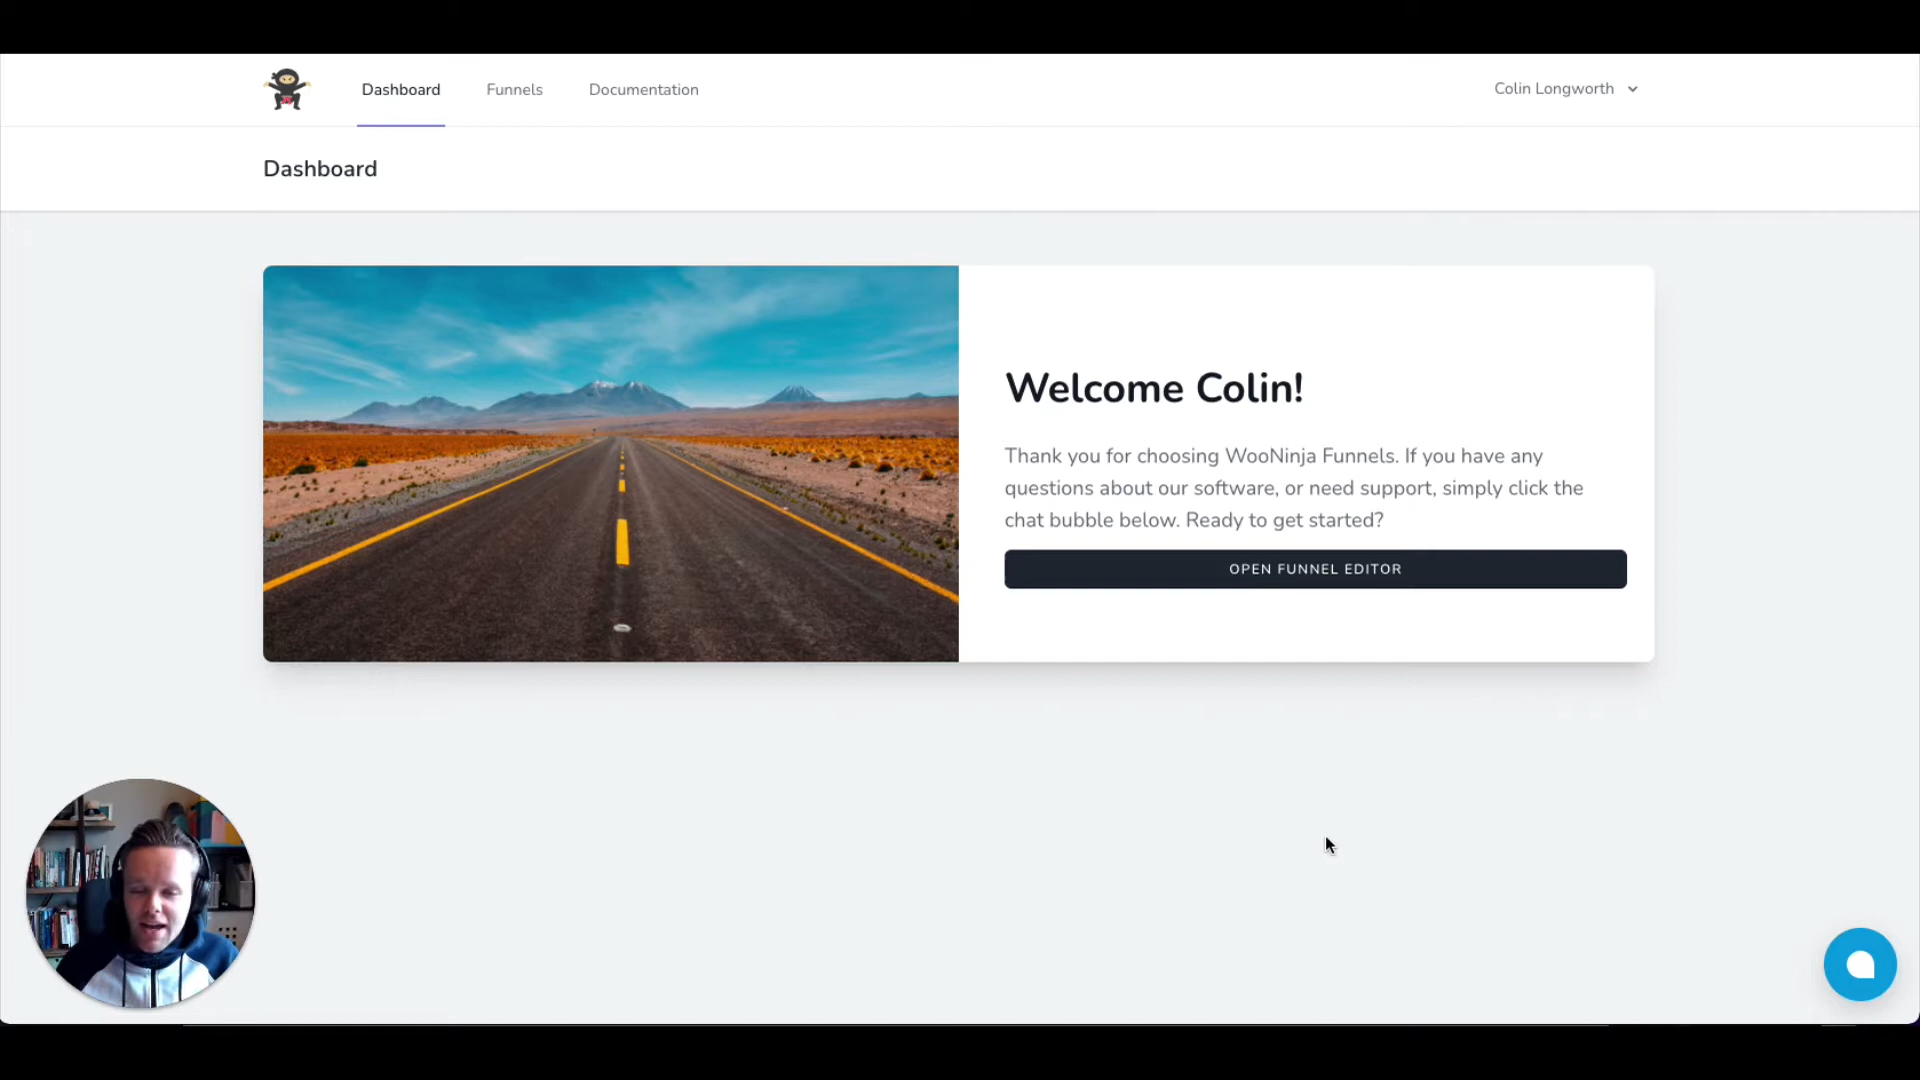 Dashboard
Funnels
Documentation
Colin Longworth
Dashboard
Welcome Colin!
Thank you for choosing WooNinja Funnels. If you have any
questions about our software, or need support, simply click the
chat bubble below. Ready to get started?
OPEN FUNNEL EDITOR